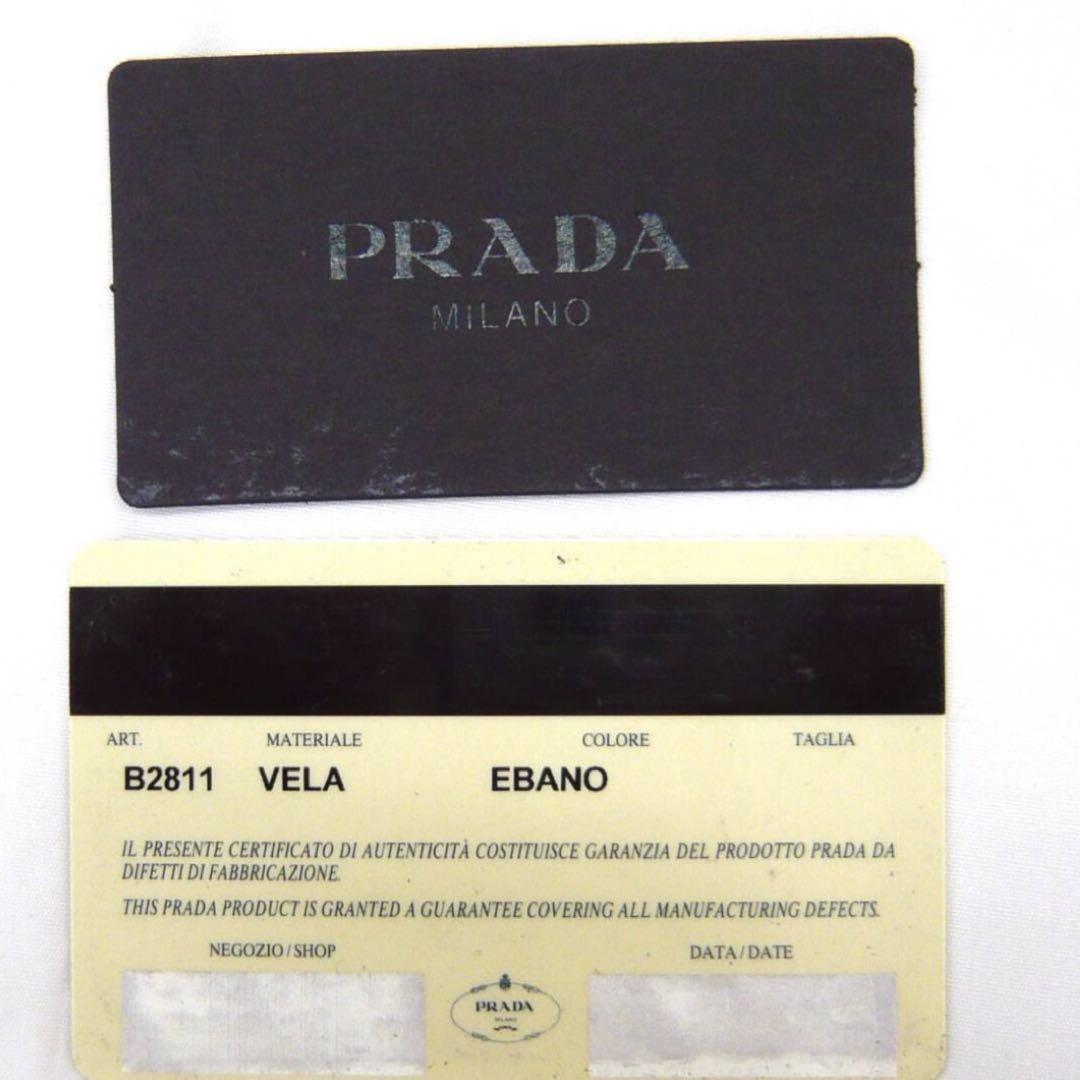 PRADA
MILANO
ART. MATERIALE COLORE TAGLIA
B2811 VELA EBANO
IL PRESENTE CERTIFICATO DI AUTENTICITÀ COSTITUISCE GARANZIA DEL PRODOTTO PRADA DA
DIFETTI DI FABBRICAZIONE.
THIS PRADA PRODUCT IS GRANTED A GUARANTEE COVERING ALL MANUFACTURING DEFECTS.
NEGOZIO / SHOP DATA / DATE
PRADA
MILANO